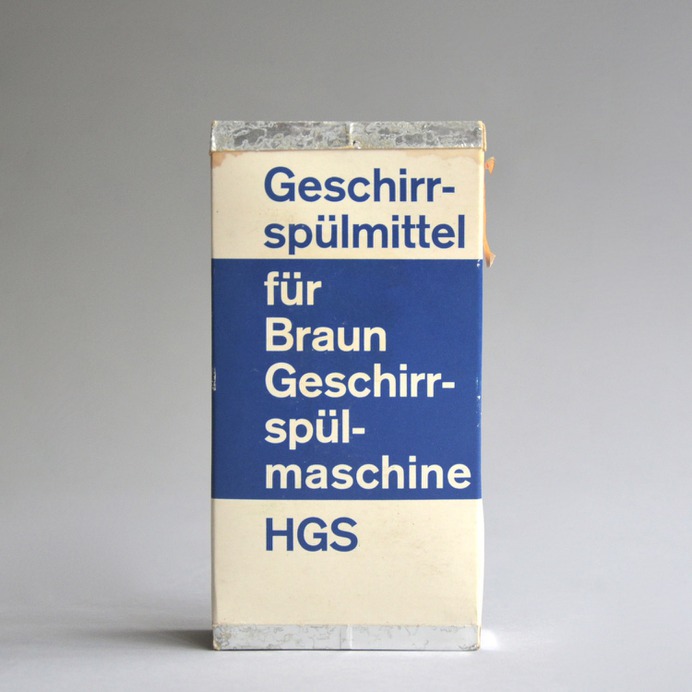 Geschirr-
spülmittel
für
Braun
Geschirr-
spül-
maschine
HGS